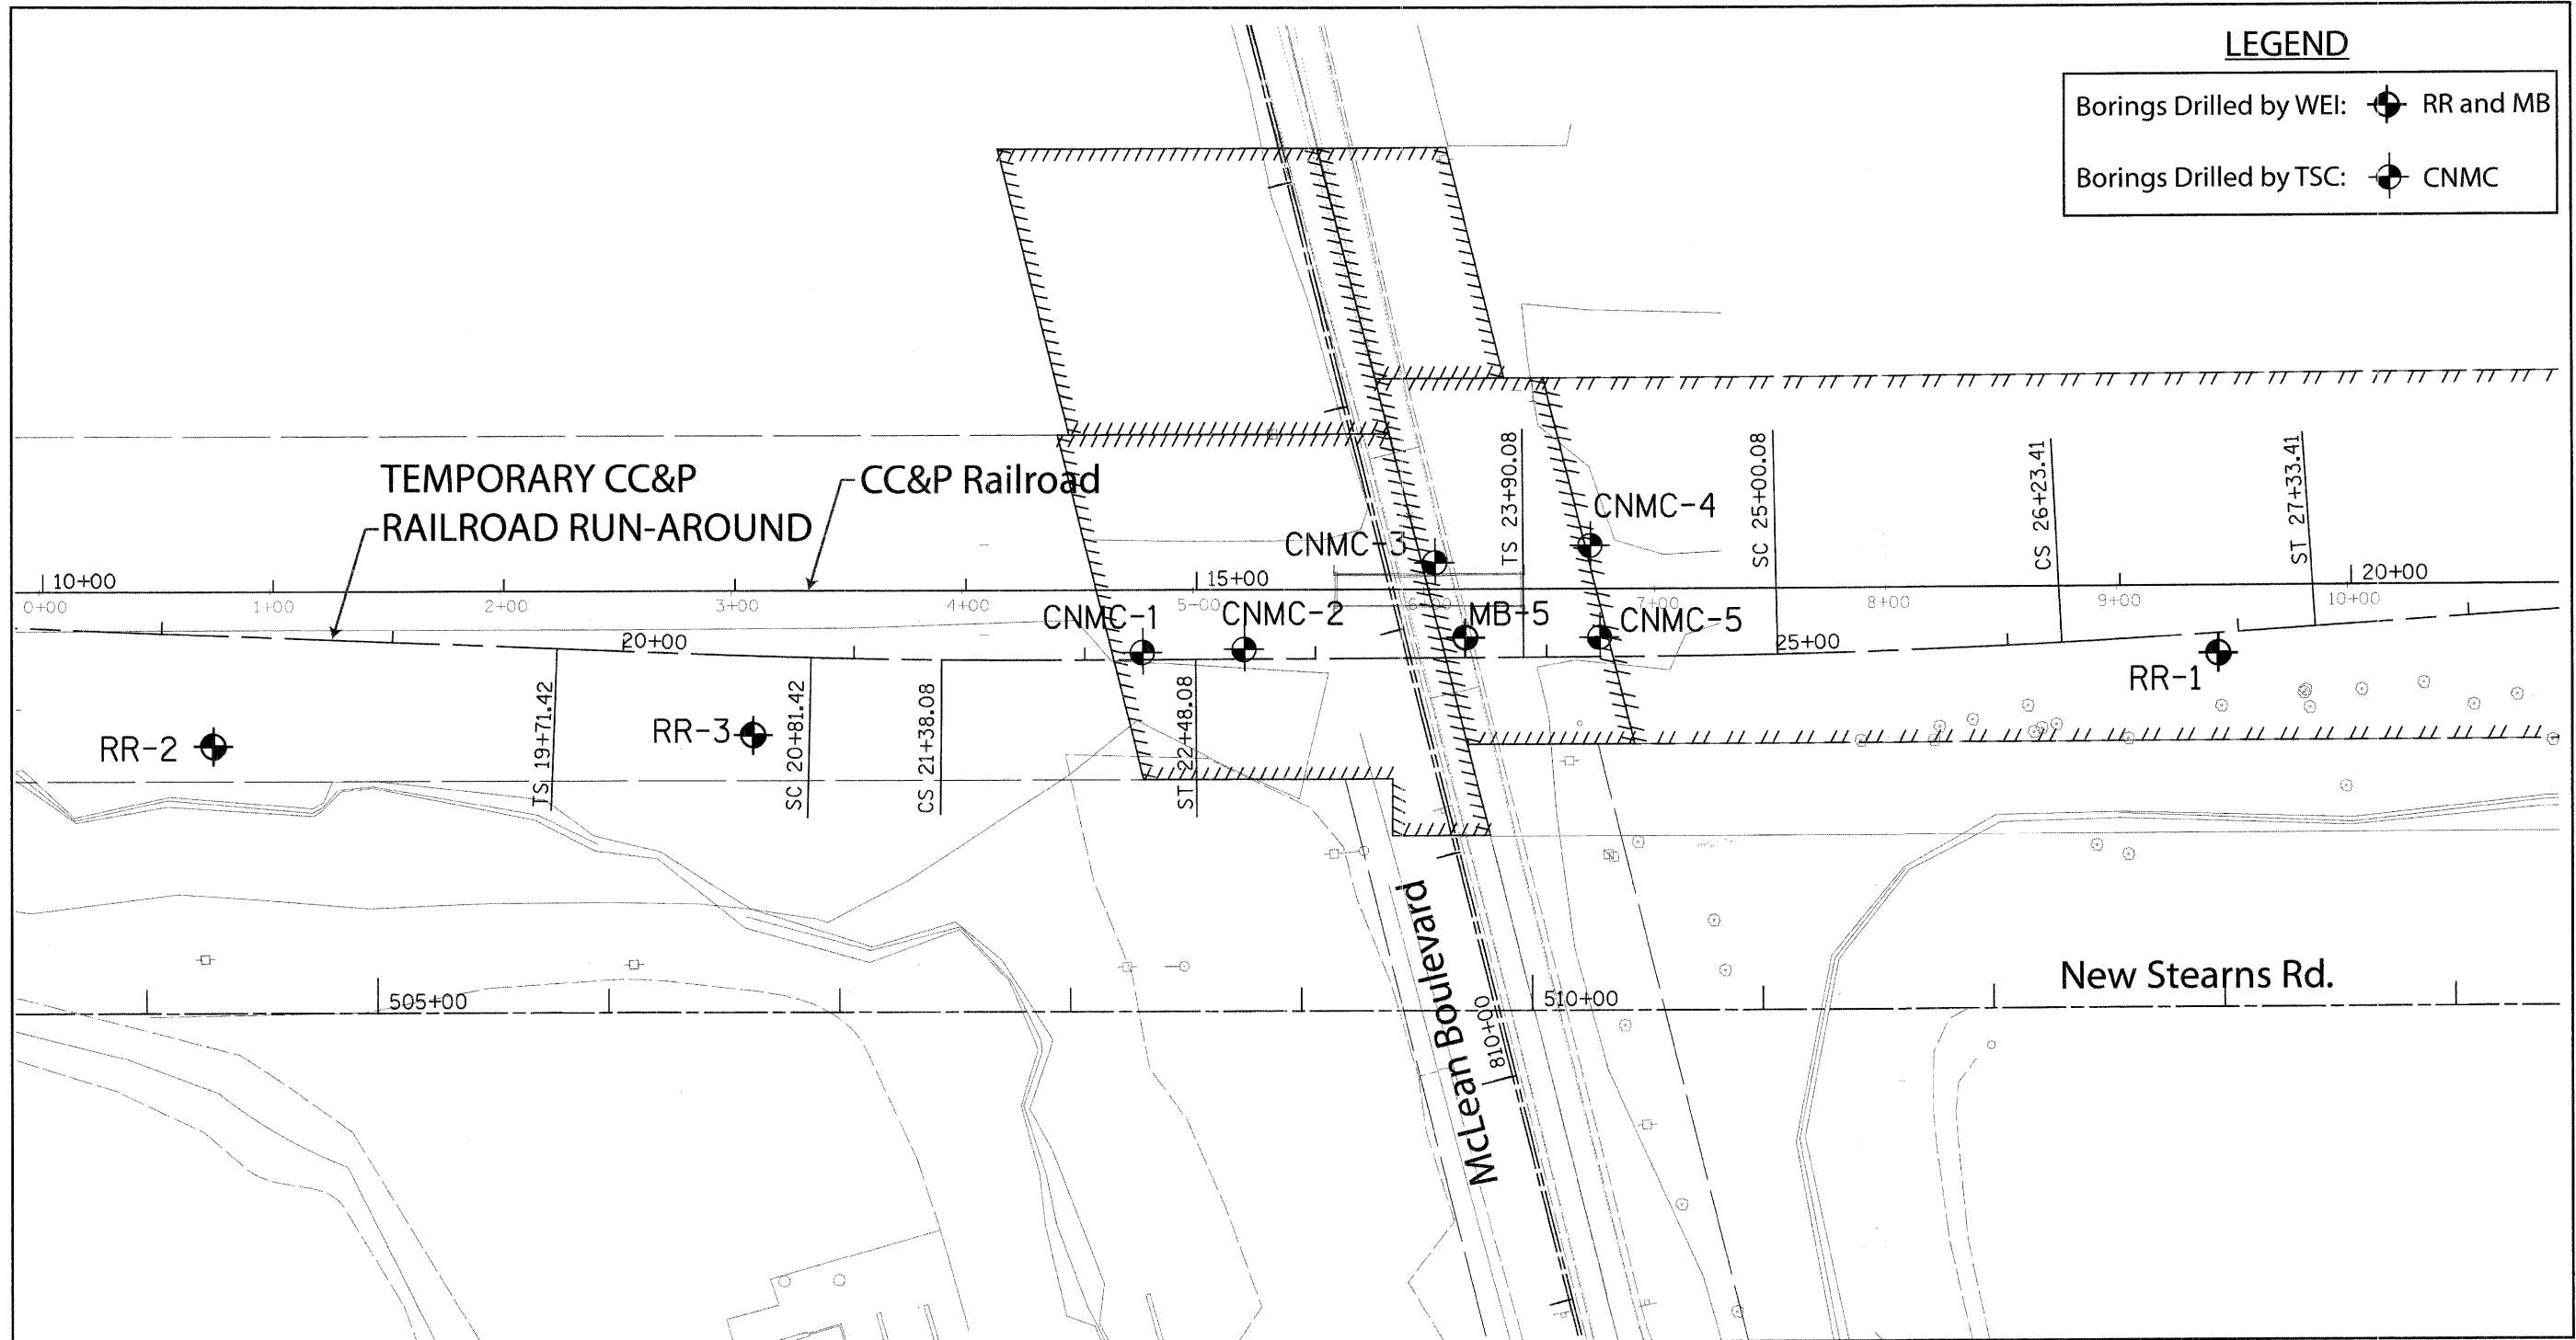 LEGEND
Borings Drilled by WEI: RR and MB
Borings Drilled by TSC: CNMC
TEMPORARY CC&P
RAILROAD RUN-AROUND
CC&P Railroad
CNMC-3
CNMC-4
TS 23+90.08
SC 25+00.08
CS 26+23.41
ST 27+33.41
10+00
15+00
20+00
0+00
1+00
2+00
3+00
4+00
5+00
6+00
7+00
8+00
9+00
10+00
CNMC-1
CNMC-2
MB-5
CNMC-5
20+00
25+00
RR-1
RR-2
RR-3
TS 19+71.42
SC 20+81.42
CS 21+38.08
ST 22+48.08
McLean Boulevard
810+00
New Stearns Rd.
505+00
510+00